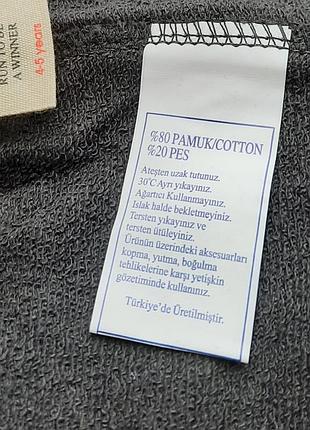 RUN TO BE
A WINNER
4-5 years
%80 PAMUK/COTTON
%20 PES
Ateşten uzak tutunuz.
30°C Ayrı yıkayınız.
Ağartıcı Kullanmayınız.
Islak halde bekletmeyiniz.
Tersten yıkayınız ve
tersten ütüleyiniz.
Ürünün üzerindeki aksesuarları
kopma, yutma, boğulma
tehlikelerine karşı yetişkin
gözetiminde kullanınız.
Türkiye'de Üretilmiştir.